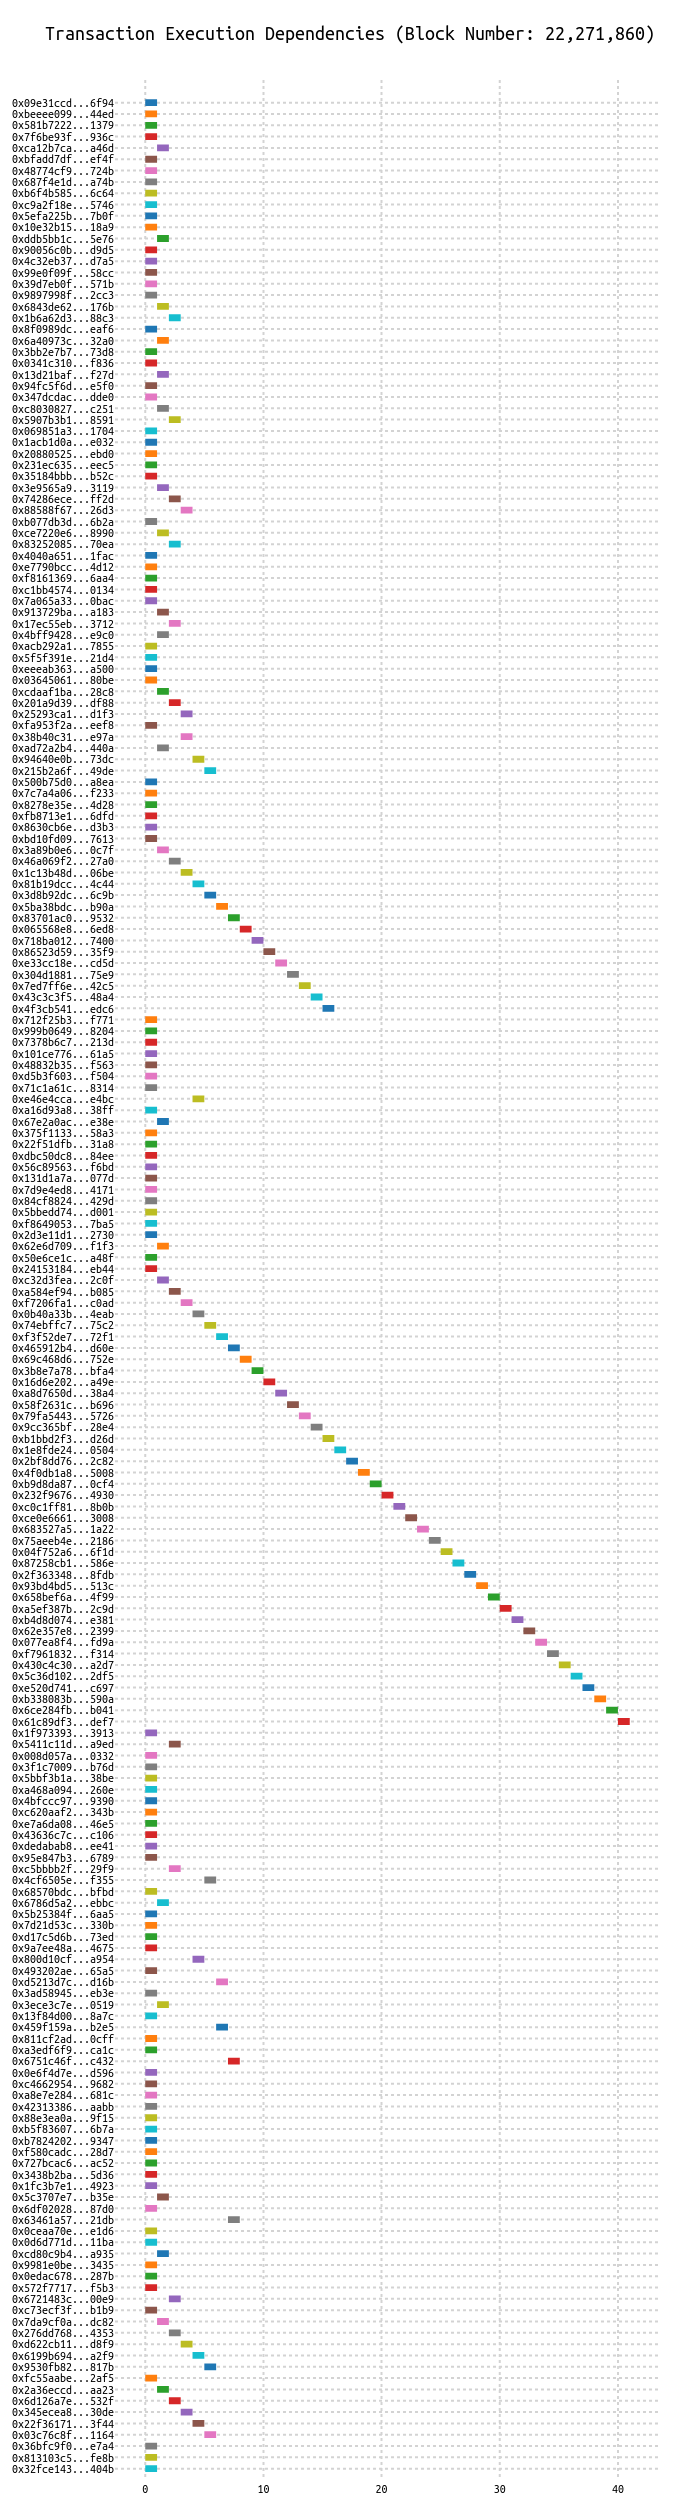 Transaction Execution Dependencies (Block Number: 22,271,860)
0x09e31ccd...6f94
0xbeeee099...44ed
0x581b7222...1379
0x7f6be93f...936c
0xca12b7ca...a46d
0xbfadd7df...ef4f
0x48774cf9...724b
0x687f4e1d...a74b
0xb6f4b585...6c64
0xc9a2f18e...5746
0x5efa225b...7b0f
0x10e32b15...18a9
0xddb5bb1c...5e76
0x90056c0b...d9d5
0x4c32eb37...d7a5
0x99e0f09f...58cc
0x39d7eb0f...571b
0x9897998f...2cc3
0x6843de62...176b
0x1b6a62d3...88c3
0x8f0989dc...eaf6
0x6a40973c...32a0
0x3bb2e7b7...73d8
0x0341c310...f836
0x13d21baf...f27d
0x94fc5f6d...e5f0
0x347dcdac...dde0
0xc8030827...c251
0x5907b3b1...8591
0x069851a3...1704
0x1acb1d0a...e032
0x20880525...ebd0
0x231ec635...eec5
0x35184bbb...b52c
0x3e9565a9...3119
0x74286ece...ff2d
0x88588f67...26d3
0xb077db3d...6b2a
0xce7220e6...8990
0x83252085...70ea
0x4040a651...1fac
0xe7790bcc...4d12
0xf8161369...6aa4
0xc1bb4574...0134
0x7a065a33...0bac
0x913729ba...a183
0x17ec55eb...3712
0x4bff9428...e9c0
0xacb292a1...7855
0x5f5f391e...21d4
0xeeeab363...a500
0x03645061...80be
0xcdaaf1ba...28c8
0x201a9d39...df88
0x25293ca1...d1f3
0xfa953f2a...eef8
0x38b40c31...e97a
0xad72a2b4...440a
0x94640e0b...73dc
0x215b2a6f...49de
0x500b75d0...a8ea
0x7c7a4a06...f233
0x8278e35e...4d28
0xfb8713e1...6dfd
0x8630cb6e...d3b3
0xbd10fd09...7613
0x3a89b0e6...0c7f
0x46a069f2...27a0
0x1c13b48d...06be
0x81b19dcc...4c44
0x3d8b92dc...6c9b
0x5ba38bdc...b90a
0x83701ac0...9532
0x065568e8...6ed8
0x718ba012...7400
0x86523d59...35f9
0xe33cc18e...cd5d
0x304d1881...75e9
0x7ed7ff6e...42c5
0x43c3c3f5...48a4
0x4f3cb541...edc6
0x712f25b3...f771
0x999b0649...8204
0x7378b6c7...213d
0x101ce776...61a5
0x48832b35...f563
0xd5b3f603...f504
0x71c1a61c...8314
0xe46e4cca...e4bc
0xa16d93a8...38ff
0x67e2a0ac...e38e
0x375f1133...58a3
0x22f51dfb...31a8
0xdbc50dc8...84ee
0x56c89563...f6bd
0x131d1a7a...077d
0x7d9e4ed8...4171
0x84cf8824...429d
0x5bbedd74...d001
0xf8649053...7ba5
0x2d3e11d1...2730
0x62e6d709...f1f3
0x50e6ce1c...a48f
0x24153184...eb44
0xc32d3fea...2c0f
0xa584ef94...b085
0xf7206fa1...c0ad
0x0b40a33b...4eab
0x74ebffc7...75c2
0xf3f52de7...72f1
0x465912b4...d60e
0x69c468d6...752e
0x3b8e7a78...bfa4
0x16d6e202...a49e
0xa8d7650d...38a4
0x58f2631c...b696
0x79fa5443...5726
0x9cc365bf...28e4
0xb1bbd2f3...d26d
0x1e8fde24...0504
0x2bf8dd76...2c82
0x4f0db1a8...5008
0xb9d8da87...0cf4
0x232f9676...4930
0xc0c1ff81...8b0b
0xce0e6661...3008
0x683527a5...1a22
0x75aeeb4e...2186
0x04f752a6...6f1d
0x87258cb1...586e
0x2f363348...8fdb
0x93bd4bd5...513c
0x658bef6a...4f99
0xa5ef387b...2c9d
0xb4d8d074...e381
0x62e357e8...2399
0x077ea8f4...fd9a
0xf7961832...f314
0x430c4c30...a2d7
0x5c36d102...2df5
0xe520d741...c697
0xb338083b...590a
0x6ce284fb...b041
0x61c89df3...def7
0x1f973393...3913
0x5411c11d...a9ed
0x008d057a...0332
0x3f1c7009...b76d
0x5bbf3b1a...38be
0xa468a094...260e
0x4bfccc97...9390
0xc620aaf2...343b
0xe7a6da08...46e5
0x43636c7c...c106
0xdedabab8...ee41
0x95e847b3...6789
0xc5bbbb2f...29f9
0x4cf6505e...f355
0x68570bdc...bfbd
0x6786d5a2...ebbc
0x5b25384f...6aa5
0x7d21d53c...330b
0xd17c5d6b...73ed
0x9a7ee48a...4675
0x800d10cf...a954
0x493202ae...65a5
0xd5213d7c...d16b
0x3ad58945...eb3e
0x3ece3c7e...0519
0x13f84d00...8a7c
0x459f159a...b2e5
0x811cf2ad...0cff
0xa3edf6f9...ca1c
0x6751c46f...c432
0x0e6f4d7e...d596
0xc4662954...9682
0xa8e7e284...681c
0x42313386...aabb
0x88e3ea0a...9f15
0xb5f83607...6b7a
0xb7824202...9347
0xf580cadc...28d7
0x727bcac6...ac52
0x3438b2ba...5d36
0x1fc3b7e1...4923
0x5c3707e7...b35e
0x6df02028...87d0
0x63461a57...21db
0x0ceaa70e...e1d6
0x0d6d771d...11ba
0xcd80c9b4...a935
0x9981e0be...3435
0x0edac678...287b
0x572f7717...f5b3
0x6721483c...00e9
0xc73ecf3f...b1b9
0x7da9cf0a...dc82
0x276dd768...4353
0xd622cb11...d8f9
0x6199b694...a2f9
0x9530fb82...817b
0xfc55aabe...2af5
0x2a36eccd...aa23
0x6d126a7e...532f
0x345ecea8...30de
0x22f36171...3f44
0x03c76c8f...1164
0x36bfc9f0...e7a4
0x813103c5...fe8b
0x32fce143...404b
0 10 20 30 40